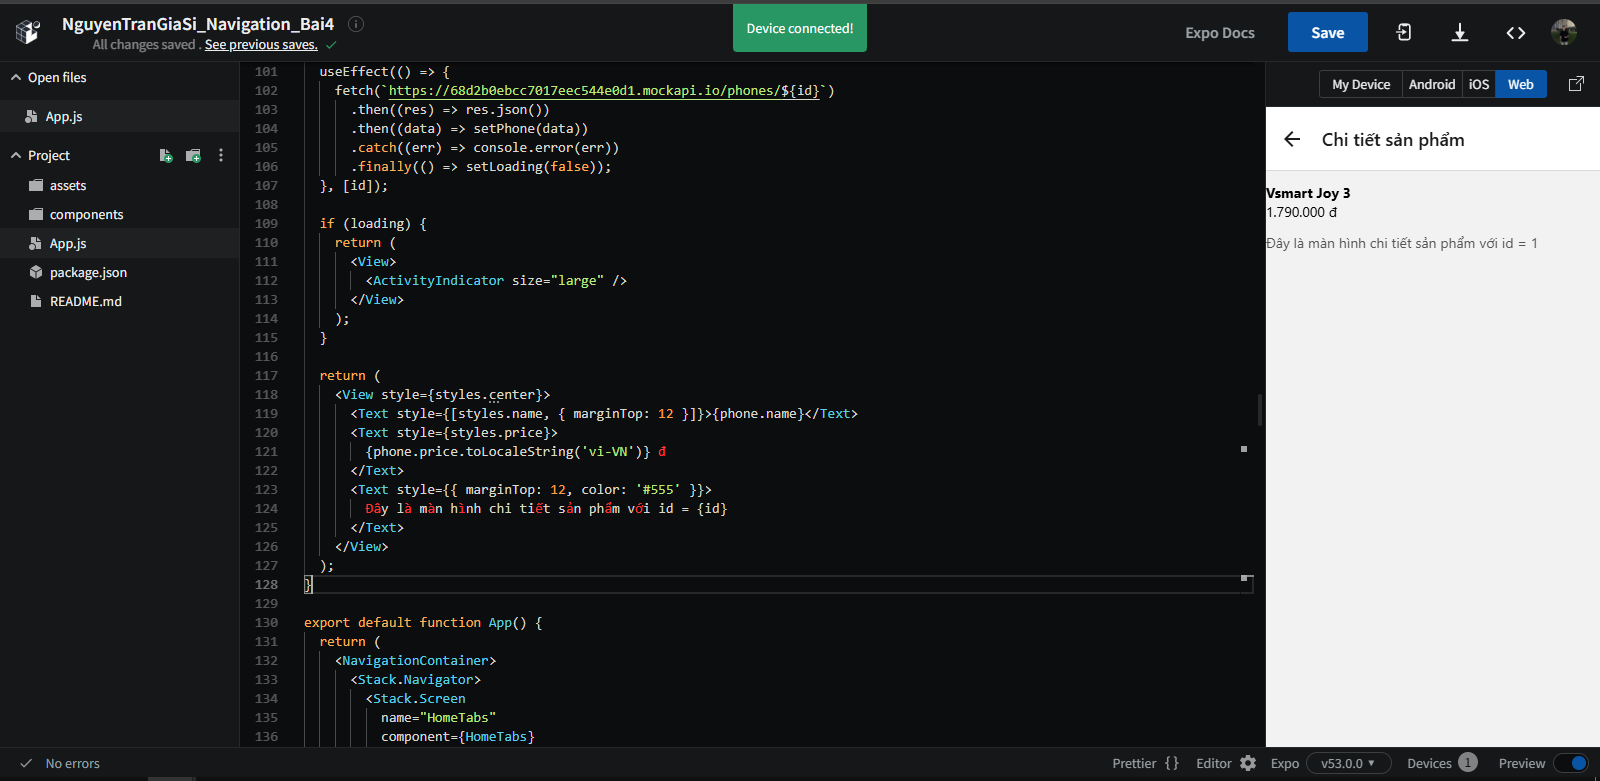 NguyenTranGiaSi_Navigation_Bai4
All changes saved . See previous saves.
Device connected!
Expo Docs
Save
Open files
App.js
Project
assets
components
App.js
package.json
README.md
101 useEffect(() => {
102 fetch(`https://68d2b0ebcc7017eec544e0d1.mockapi.io/phones/${id}`)
103 .then((res) => res.json())
104 .then((data) => setPhone(data))
105 .catch((err) => console.error(err))
106 .finally(() => setLoading(false));
107 }, [id]);
108
109 if (loading) {
110 return (
111 <View>
112 <ActivityIndicator size="large" />
113 </View>
114 );
115 }
116
117 return (
118 <View style={styles.center}>
119 <Text style={[styles.name, { marginTop: 12 }]}>{phone.name}</Text>
120 <Text style={styles.price}>
121 {phone.price.toLocaleString('vi-VN')} đ
122 </Text>
123 <Text style={{ marginTop: 12, color: '#555' }}>
124 Đây là màn hình chi tiết sản phẩm với id = {id}
125 </Text>
126 </View>
127 );
128 }
129
130 export default function App() {
131 return (
132 <NavigationContainer>
133 <Stack.Navigator>
134 <Stack.Screen
135 name="HomeTabs"
136 component={HomeTabs}
My Device
Android
iOS
Web
Chi tiết sản phẩm
Vsmart Joy 3
1.790.000 đ
Đây là màn hình chi tiết sản phẩm với id = 1
No errors
Prettier {}
Editor
Expo
v53.0.0
Devices 1
Preview